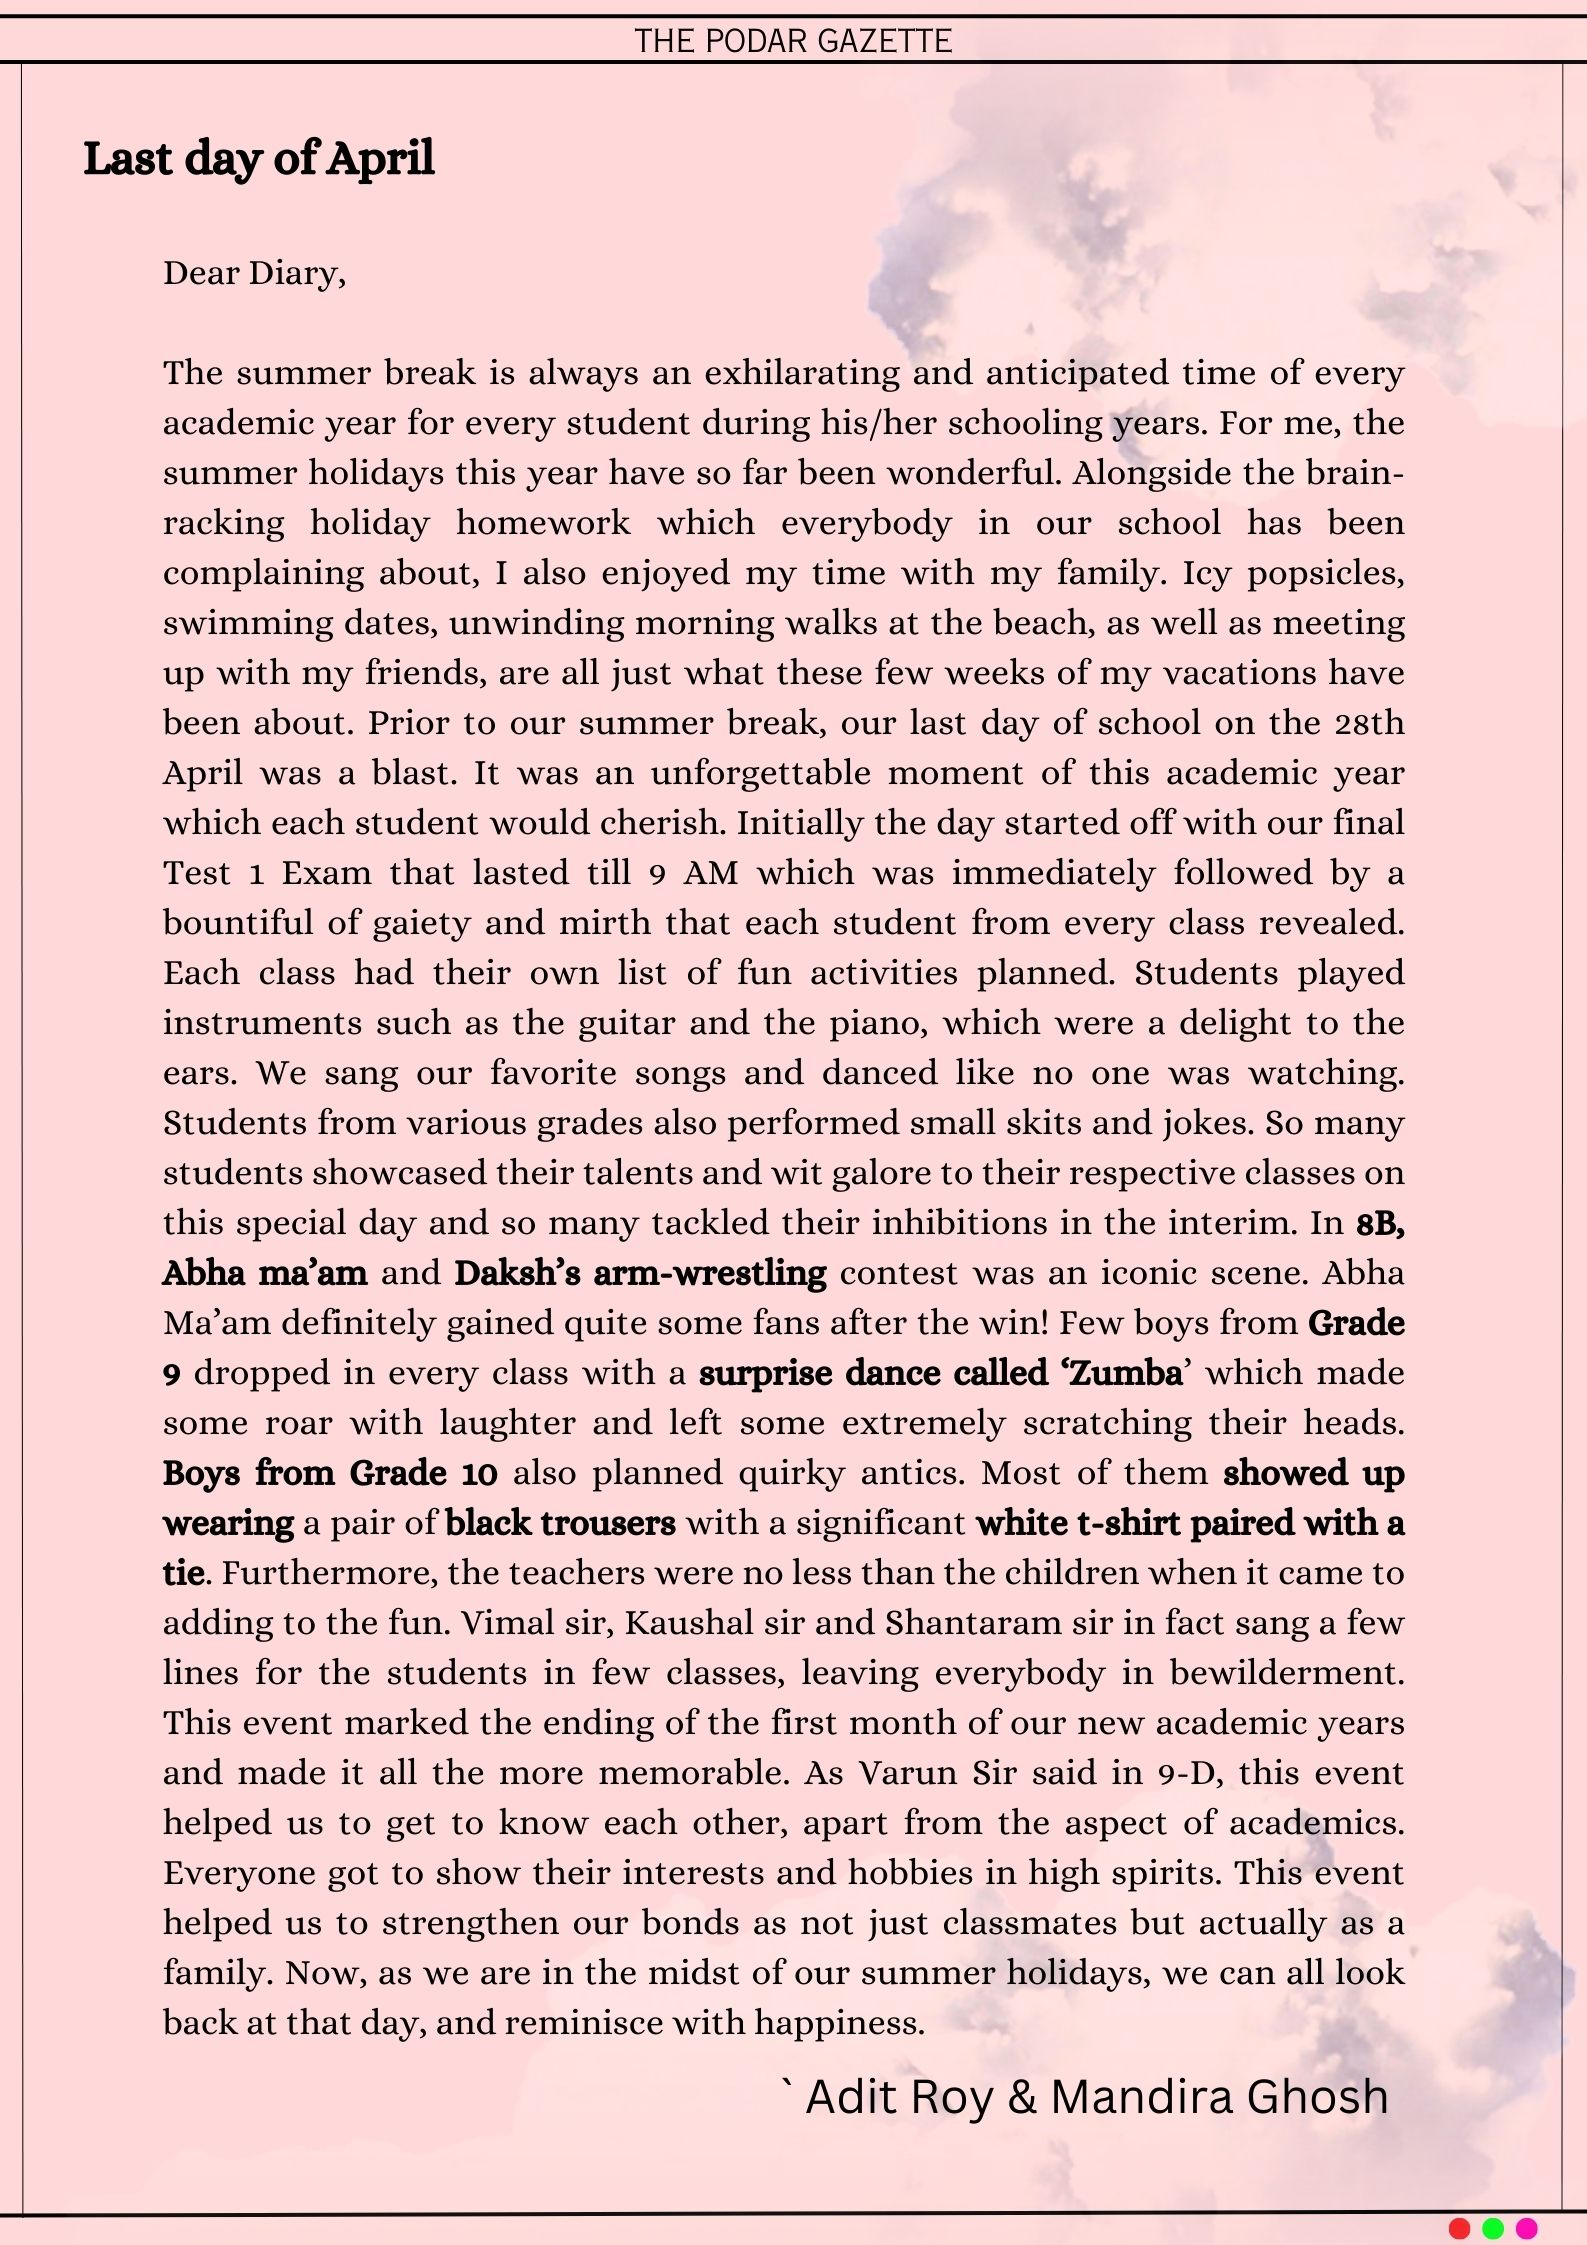 THE PODAR GAZETTE
Last day of April
Dear Diary,
The summer break is always an exhilarating and anticipated time of every
academic year for every student during his/her schooling years. For me, the
summer holidays this year have so far been wonderful. Alongside the brain-
racking holiday homework which everybody in our school has been
complaining about, I also enjoyed my time with my family. Icy popsicles,
swimming dates, unwinding morning walks at the beach, as well as meeting
up with my friends, are all just what these few weeks of my vacations have
been about. Prior to our summer break, our last day of school on the 28th
April was a blast. It was an unforgettable moment of this academic year
which each student would cherish. Initially the day started off with our final
Test 1 Exam that lasted till 9 AM which was immediately followed by a
bountiful of gaiety and mirth that each student from every class revealed.
Each class had their own list of fun activities planned. Students played
instruments such as the guitar and the piano, which were a delight to the
ears. We sang our favorite songs and danced like no one was watching.
Students from various grades also performed small skits and jokes. So many
students showcased their talents and wit galore to their respective classes on
this special day and so many tackled their inhibitions in the interim. In 8B,
Abha ma’am and Daksh’s arm-wrestling contest was an iconic scene. Abha
Ma’am definitely gained quite some fans after the win! Few boys from Grade
9 dropped in every class with a surprise dance called ‘Zumba’ which made
some roar with laughter and left some extremely scratching their heads.
Boys from Grade 10 also planned quirky antics. Most of them showed up
wearing a pair of black trousers with a significant white t-shirt paired with a
tie. Furthermore, the teachers were no less than the children when it came to
adding to the fun. Vimal sir, Kaushal sir and Shantaram sir in fact sang a few
lines for the students in few classes, leaving everybody in bewilderment.
This event marked the ending of the first month of our new academic years
and made it all the more memorable. As Varun Sir said in 9-D, this event
helped us to get to know each other, apart from the aspect of academics.
Everyone got to show their interests and hobbies in high spirits. This event
helped us to strengthen our bonds as not just classmates but actually as a
family. Now, as we are in the midst of our summer holidays, we can all look
back at that day, and reminisce with happiness.
` Adit Roy & Mandira Ghosh